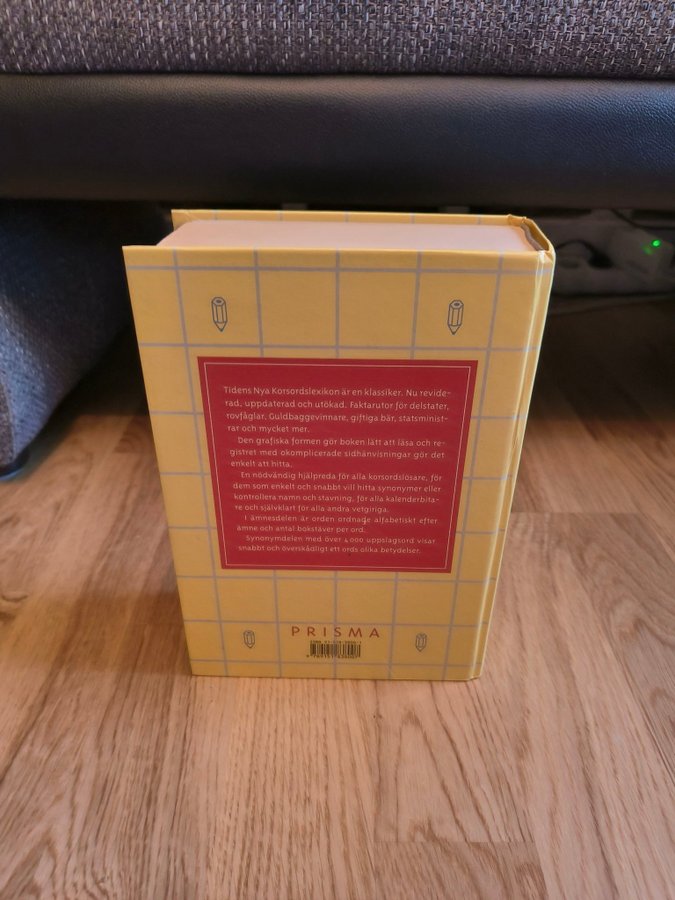 Tidens Nya Korsordslexikon är en klassiker. Nu revide-
rad, uppdaterad och utökad. Faktarutor för delstater,
rovfåglar, Guldbaggevinnare, giftiga bär, statsminist-
rar och mycket mer.
Den grafiska formen gör boken lätt att läsa och re-
gistret med okomplicerade sidhänvisningar gör det
enkelt att hitta.
En nödvändig hjälpreda för alla korsordslösare, för
dem som enkelt och snabbt vill hitta synonymer eller
kontrollera namn och stavning, för alla kalenderbita-
re och självklart för alla andra vetgiriga.
I ämnesdelen är orden ordnade alfabetiskt efter
ämne och antal bokstäver per ord.
Synonymdelen med över 4 000 uppslagsord visar
snabbt och överskådligt ett ords olika betydelser.
PRISMA